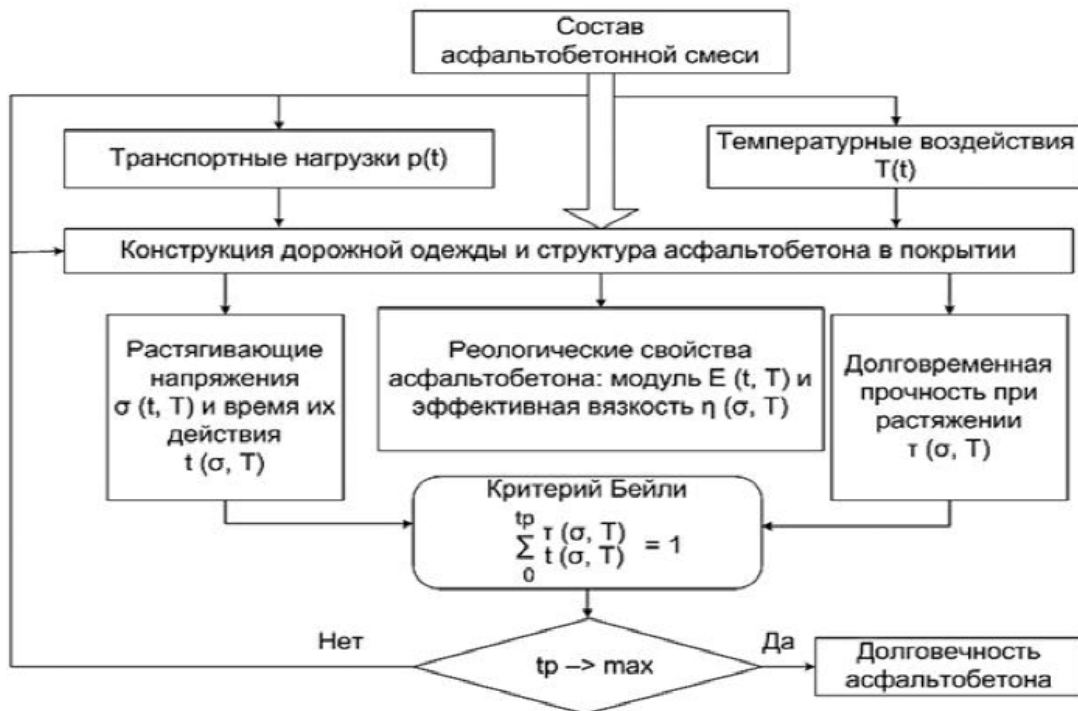 Состав
асфальтобетонной смеси
Транспортные нагрузки p(t)
Температурные воздействия
T(t)
Конструкция дорожной одежды и структура асфальтобетона в покрытии
Растягивающие
напряжения
σ (t, T) и время их
действия
t (σ, T)
Реологические свойства
асфальтобетона: модуль E (t, T) и
эффективная вязкость η (σ, T)
Долговременная
прочность при
растяжении
τ (σ, T)
Критерий Бейли
tp
Σ τ (σ, T)
t (σ, T) = 1
0
Нет
tp –> max
Да
Долговечность
асфальтобетона